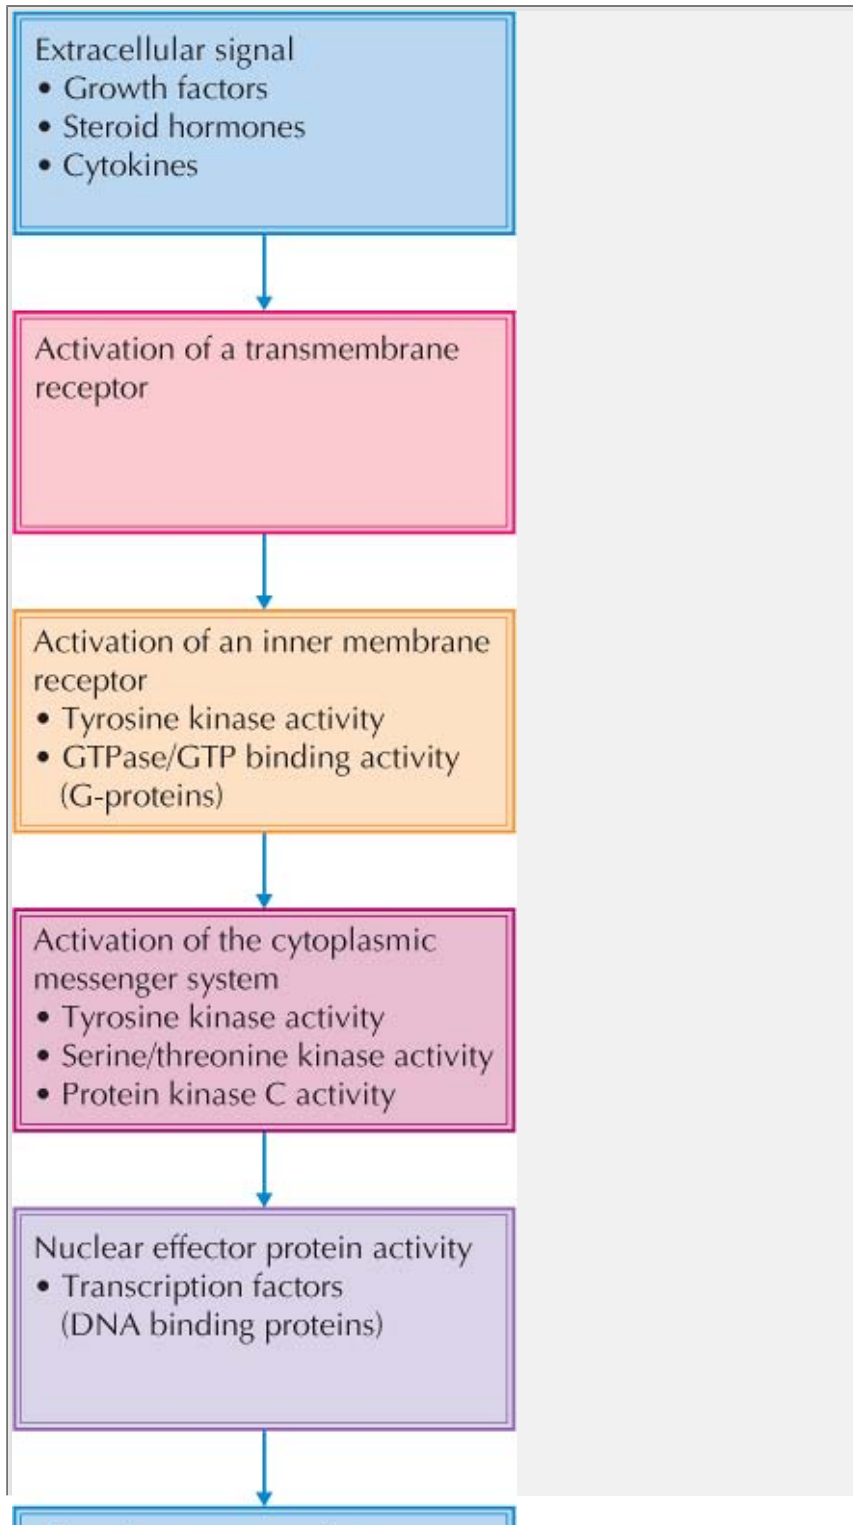 Extracellular signal
• Growth factors
• Steroid hormones
• Cytokines
Activation of a transmembrane
receptor
Activation of an inner membrane
receptor
• Tyrosine kinase activity
• GTPase/GTP binding activity
(G-proteins)
Activation of the cytoplasmic
messenger system
• Tyrosine kinase activity
• Serine/threonine kinase activity
• Protein kinase C activity
Nuclear effector protein activity
• Transcription factors
(DNA binding proteins)